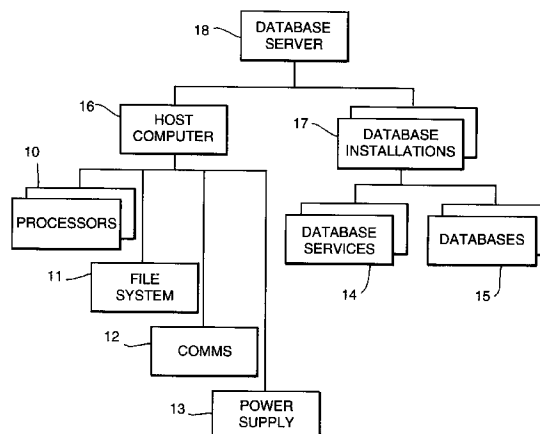 18
DATABASE
SERVER
16
HOST
COMPUTER
17
DATABASE
INSTALLATIONS
10
PROCESSORS
DATABASE
SERVICES
DATABASES
11
FILE
SYSTEM
14
15
12
COMMS
13
POWER
SUPPLY